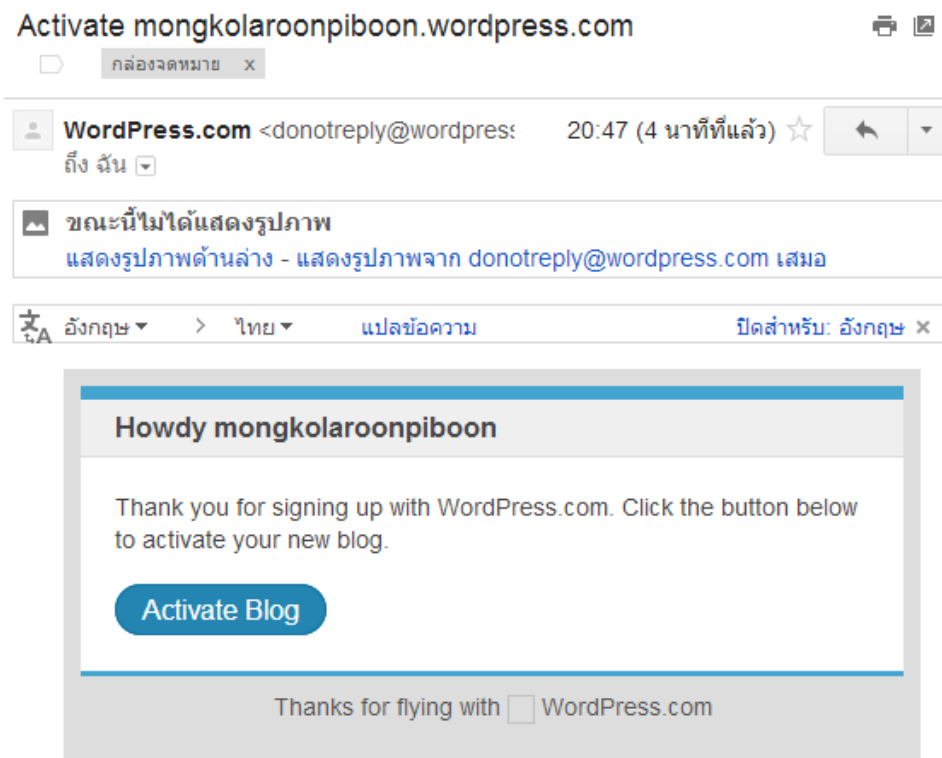 Activate mongkolaroonpiboon.wordpress.com
กล่องจดหมาย x
WordPress.com <donotreply@wordpress 20:47 (4 นาทีที่แล้ว)
ถึง ฉัน
ขณะนี้ไม่ได้แสดงรูปภาพ
แสดงรูปภาพด้านล่าง - แสดงรูปภาพจาก donotreply@wordpress.com เสมอ
อังกฤษ > ไทย แปลข้อความ ปิดสำหรับ: อังกฤษ ×
Howdy mongkolaroonpiboon
Thank you for signing up with WordPress.com. Click the button below
to activate your new blog.
Activate Blog
Thanks for flying with WordPress.com